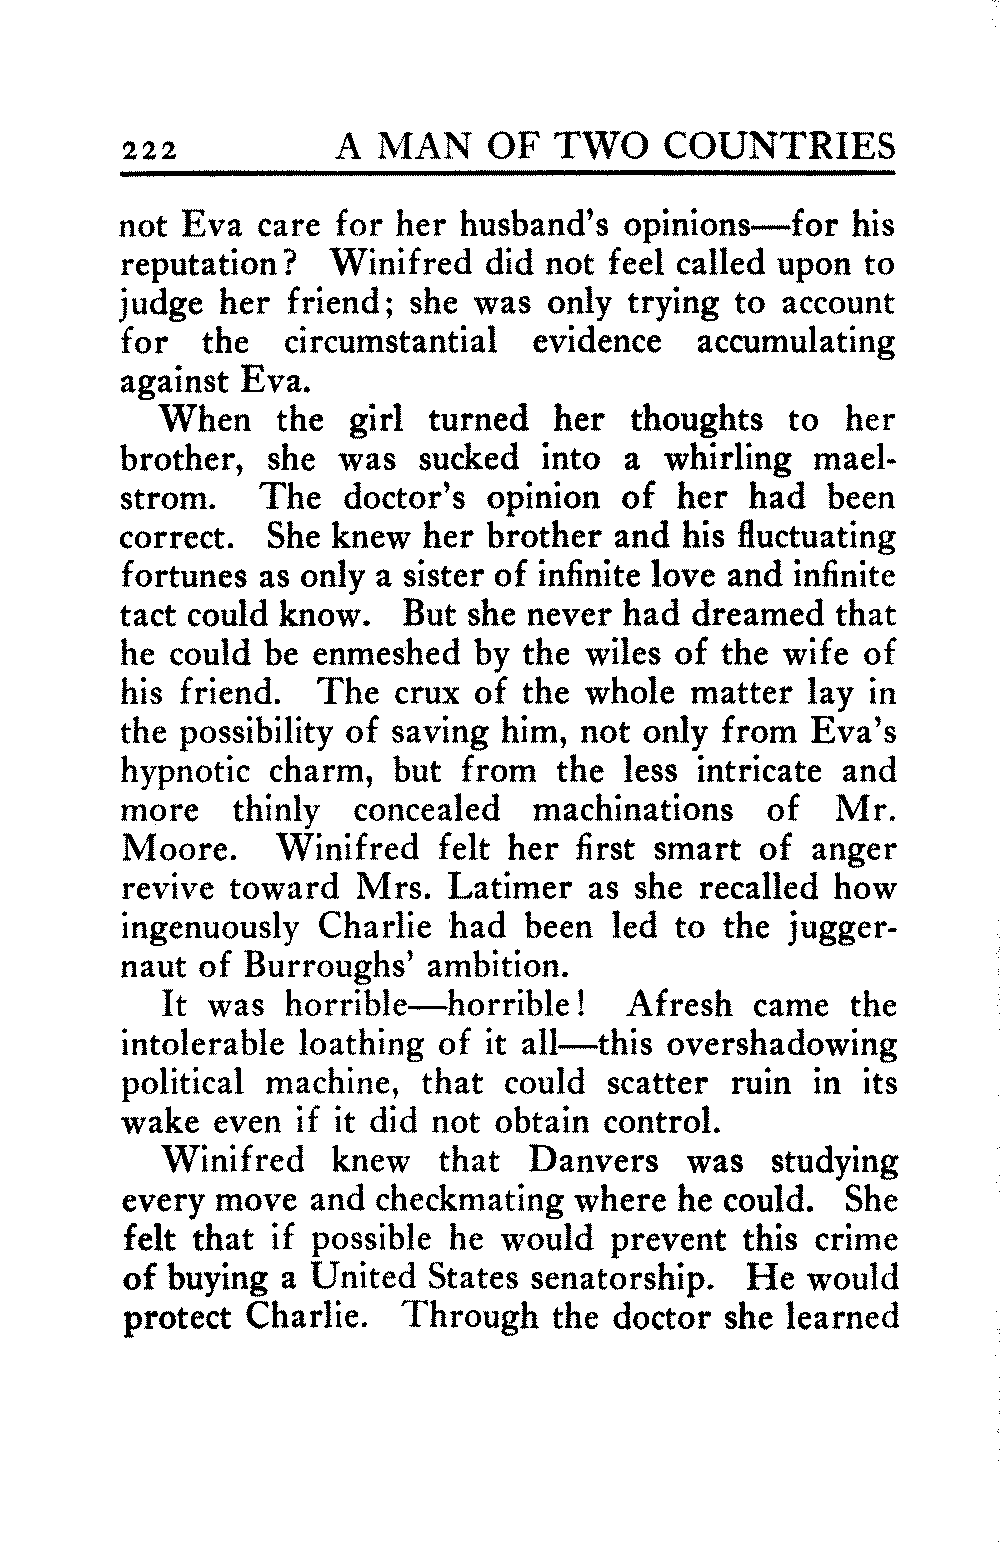 222 A MAN OF TWO COUNTRIES
not Eva care for her husband's opinions—for his
reputation? Winifred did not feel called upon to
judge her friend; she was only trying to account
for the circumstantial evidence accumulating
against Eva.
When the girl turned her thoughts to her
brother, she was sucked into a whirling mael-
strom. The doctor's opinion of her had been
correct. She knew her brother and his fluctuating
fortunes as only a sister of infinite love and infinite
tact could know. But she never had dreamed that
he could be enmeshed by the wiles of the wife of
his friend. The crux of the whole matter lay in
the possibility of saving him, not only from Eva's
hypnotic charm, but from the less intricate and
more thinly concealed machinations of Mr.
Moore. Winifred felt her first smart of anger
revive toward Mrs. Latimer as she recalled how
ingenuously Charlie had been led to the jugger-
naut of Burroughs' ambition.
It was horrible—horrible! Afresh came the
intolerable loathing of it all—this overshadowing
political machine, that could scatter ruin in its
wake even if it did not obtain control.
Winifred knew that Danvers was studying
every move and checkmating where he could. She
felt that if possible he would prevent this crime
of buying a United States senatorship. He would
protect Charlie. Through the doctor she learned